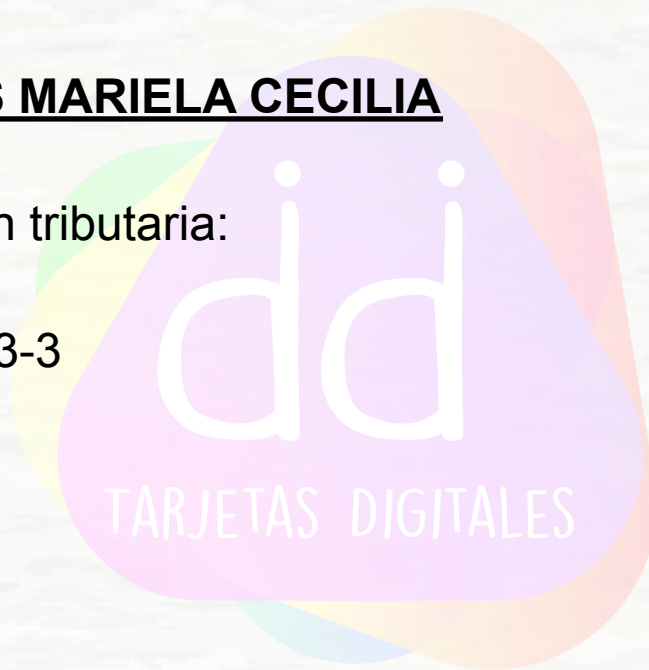 S MARIELA CECILIA
n tributaria:
3-3
dd
TARJETAS DIGITALES